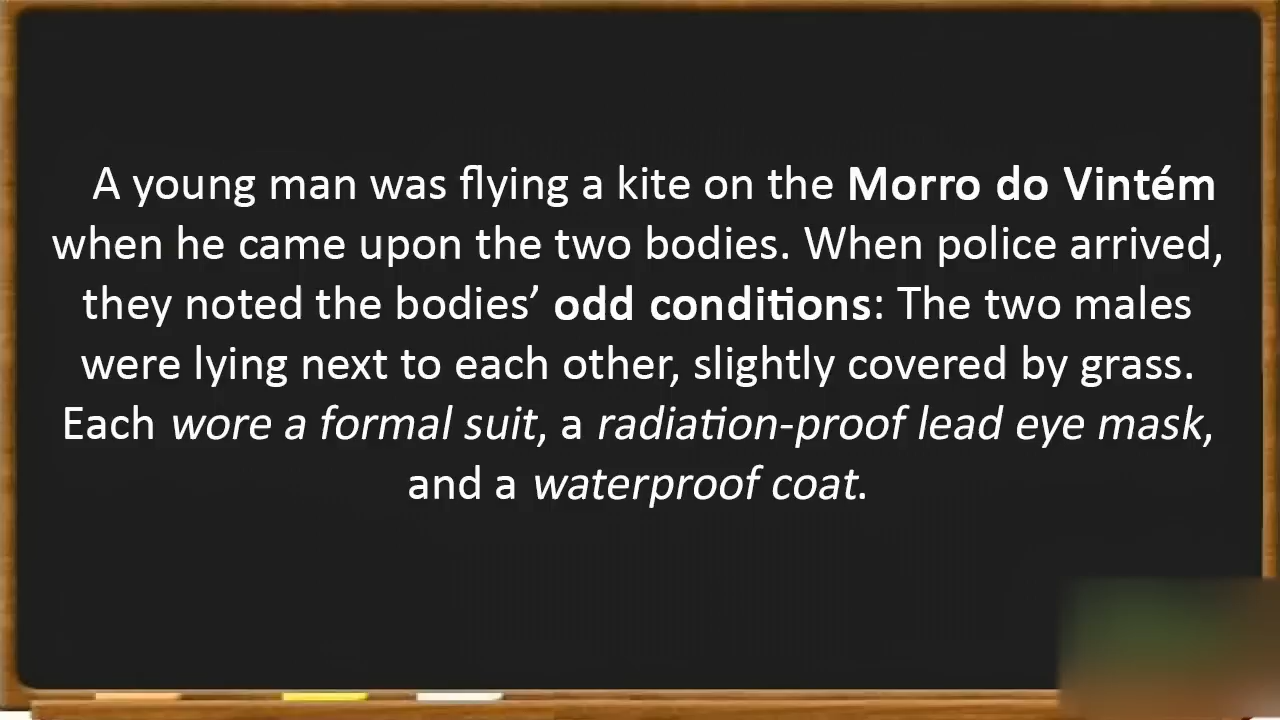 A young man was flying a kite on the Morro do Vintém
when he came upon the two bodies. When police arrived,
they noted the bodies’ odd conditions: The two males
were lying next to each other, slightly covered by grass.
Each wore a formal suit, a radiation-proof lead eye mask,
and a waterproof coat.